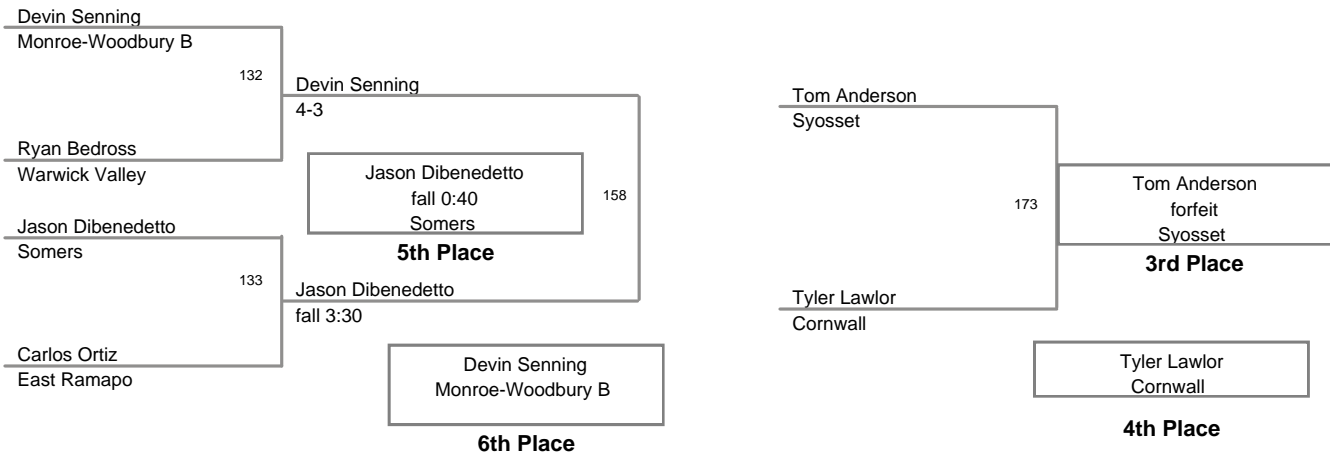 Devin Senning
Monroe-Woodbury B
132
Devin Senning
4-3
Ryan Bedross
Warwick Valley
Jason Dibenedetto
fall 0:40
Somers
5th Place
158
Jason Dibenedetto
Somers
133
Jason Dibenedetto
fall 3:30
Carlos Ortiz
East Ramapo
Devin Senning
Monroe-Woodbury B
6th Place
Tom Anderson
Syosset
173
Tom Anderson
forfeit
Syosset
3rd Place
Tyler Lawlor
Cornwall
Tyler Lawlor
Cornwall
4th Place